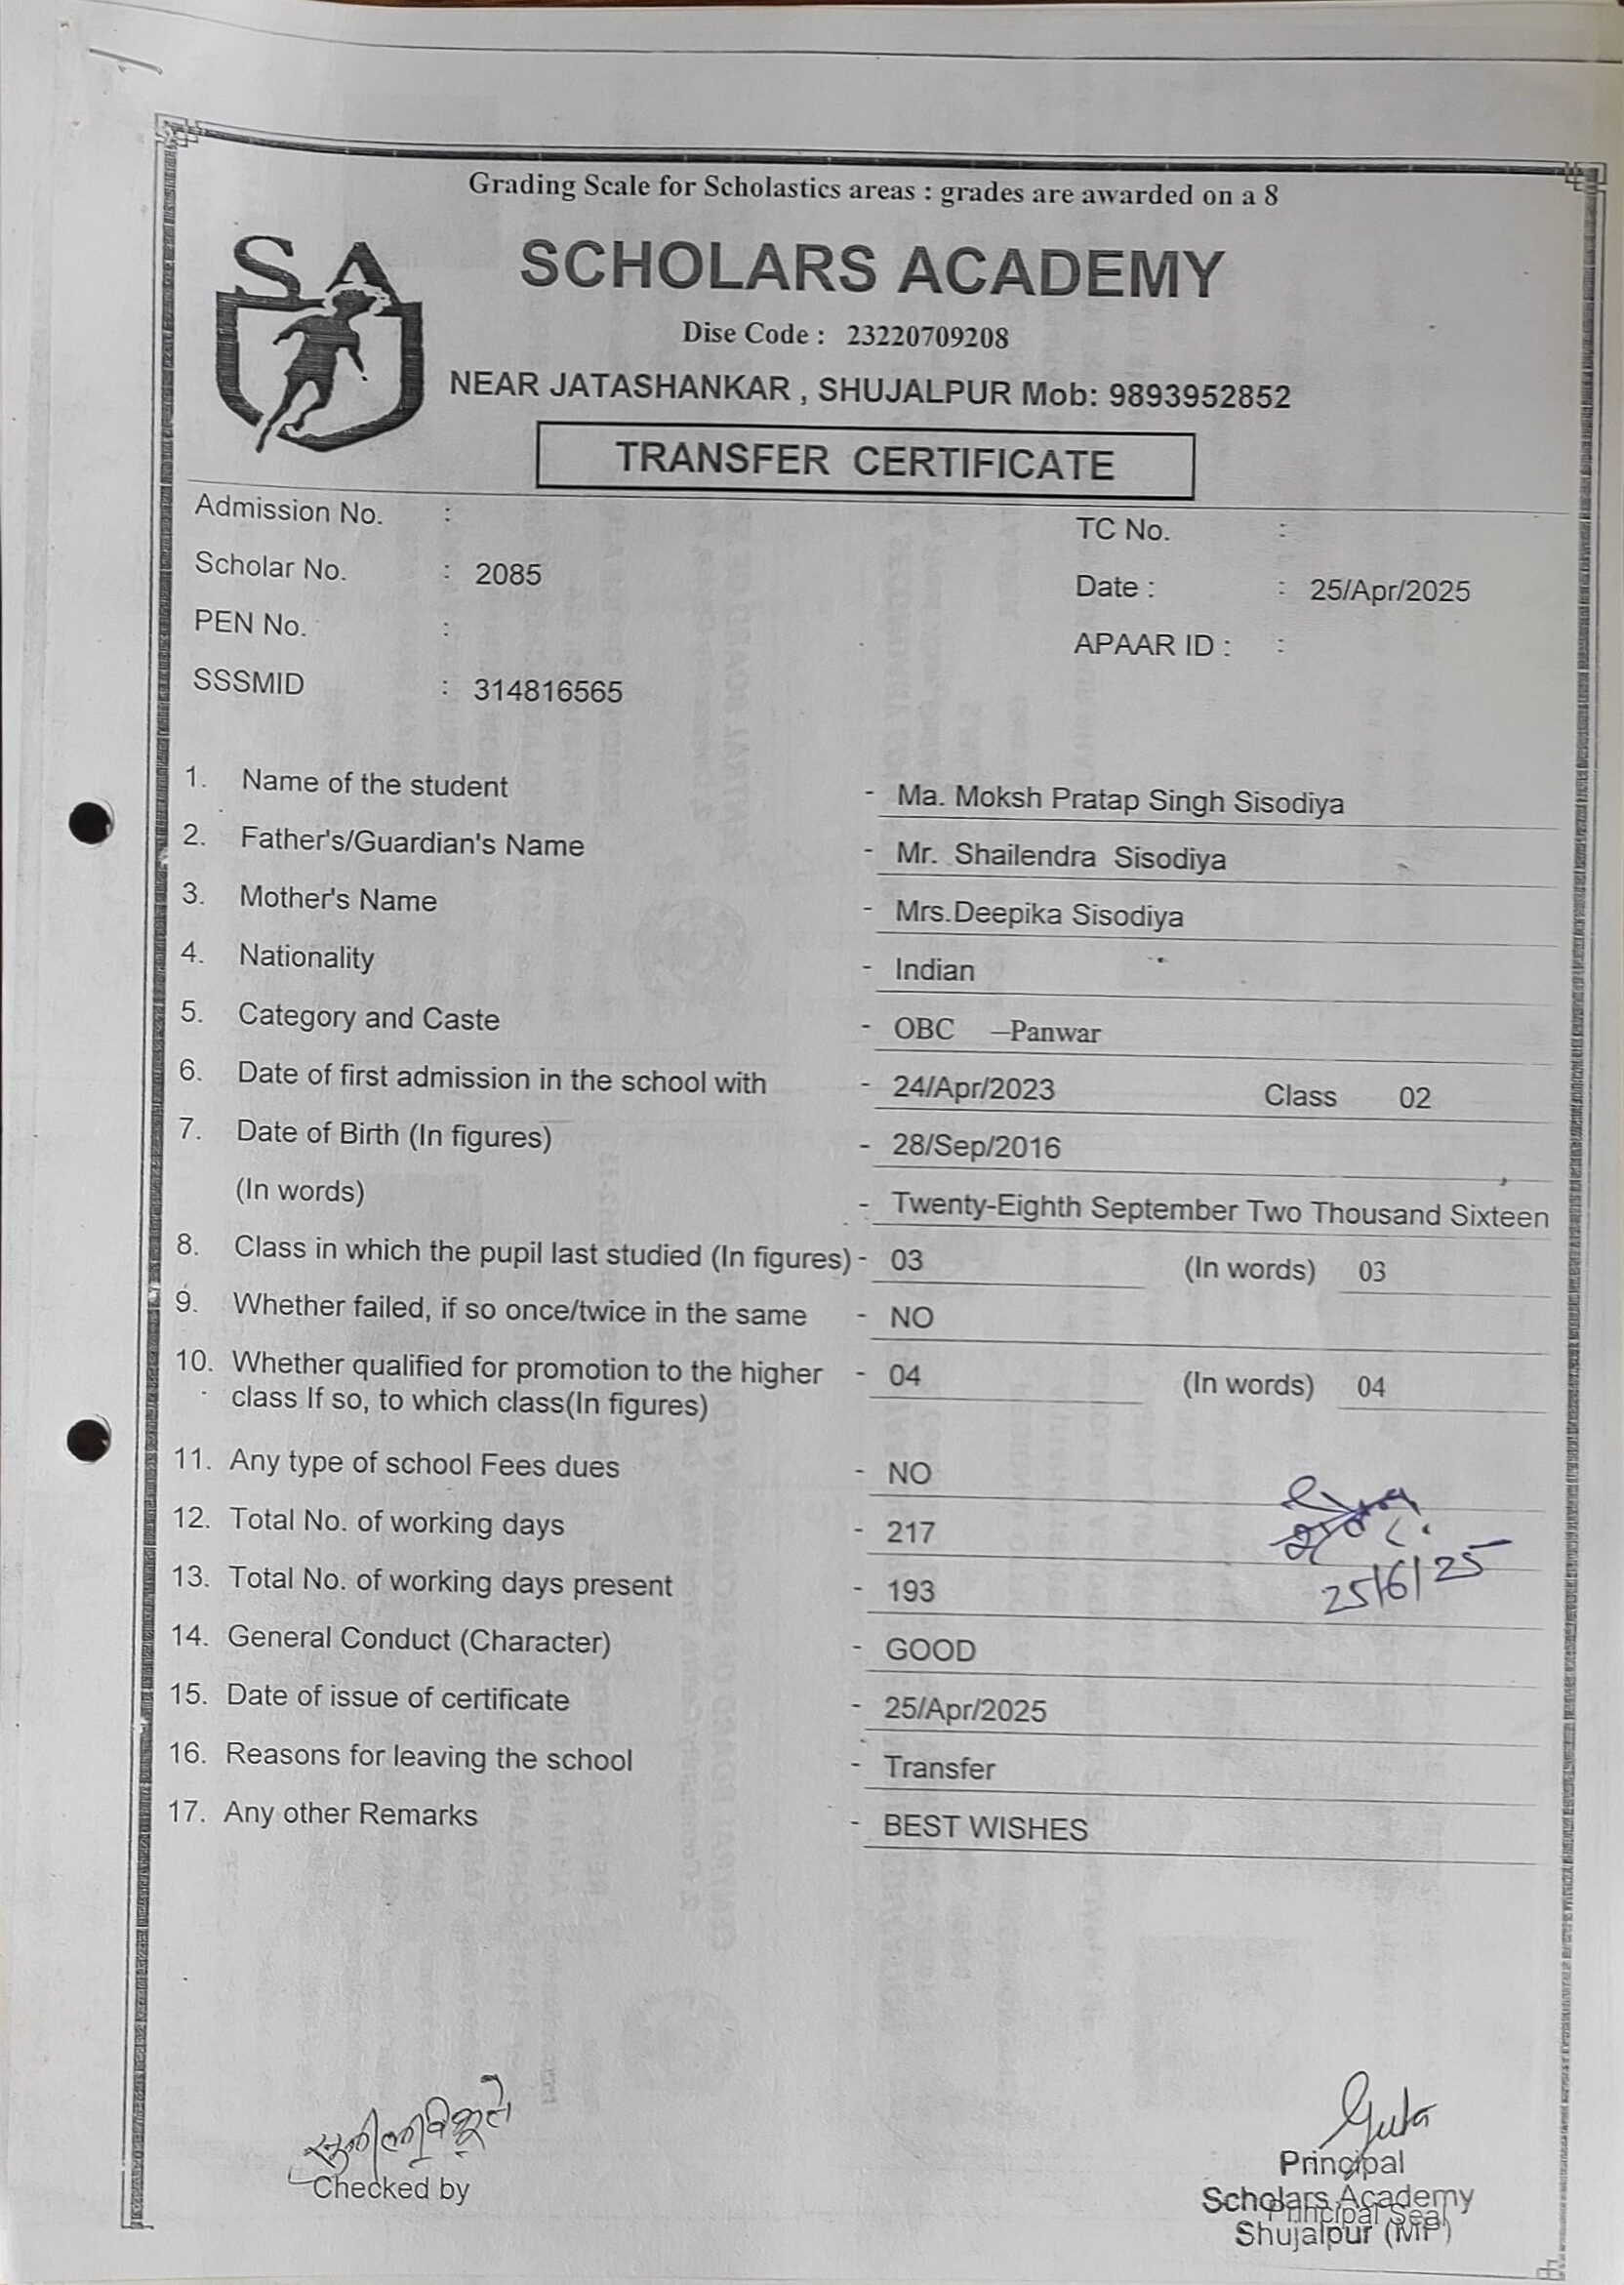 Grading Scale for Scholastics areas : grades are awarded on a 8
SA
SCHOLARS ACADEMY
Dise Code : 23220709208
NEAR JATASHANKAR , SHUJALPUR Mob: 9893952852
TRANSFER CERTIFICATE
Admission No. :
TC No. :
Scholar No. : 2085
Date : : 25/Apr/2025
PEN No. :
APAAR ID : :
SSSMID : 314816565
1. Name of the student - Ma. Moksh Pratap Singh Sisodiya
2. Father's/Guardian's Name - Mr. Shailendra Sisodiya
3. Mother's Name - Mrs.Deepika Sisodiya
4. Nationality - Indian
5. Category and Caste - OBC –Panwar
6. Date of first admission in the school with - 24/Apr/2023 Class 02
7. Date of Birth (In figures) - 28/Sep/2016
(In words) - Twenty-Eighth September Two Thousand Sixteen
8. Class in which the pupil last studied (In figures) - 03 (In words) 03
9. Whether failed, if so once/twice in the same - NO
10. Whether qualified for promotion to the higher - 04 (In words) 04
class If so, to which class(In figures)
11. Any type of school Fees dues - NO
12. Total No. of working days - 217
25/6/25
13. Total No. of working days present - 193
14. General Conduct (Character) - GOOD
15. Date of issue of certificate - 25/Apr/2025
16. Reasons for leaving the school - Transfer
17. Any other Remarks - BEST WISHES
Checked by
Principal
Scholars Academy
Principal Seal
Shujalpur (MP)